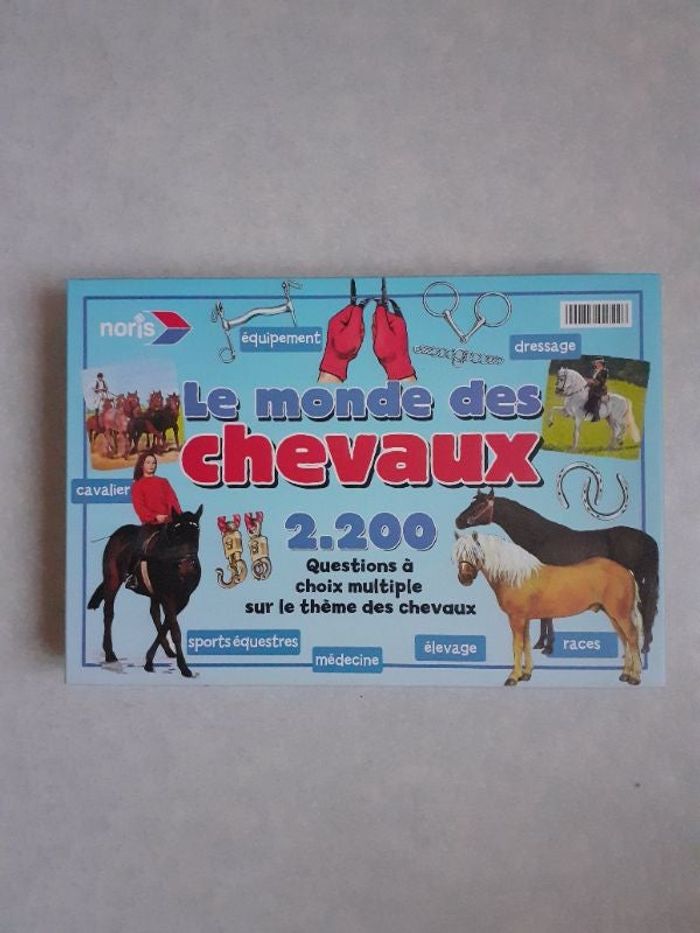 noris
équipement
dressage
Le monde des
chevaux
cavalier
2.200
Questions à
choix multiple
sur le thème des chevaux
sports équestres
médecine
élevage
races